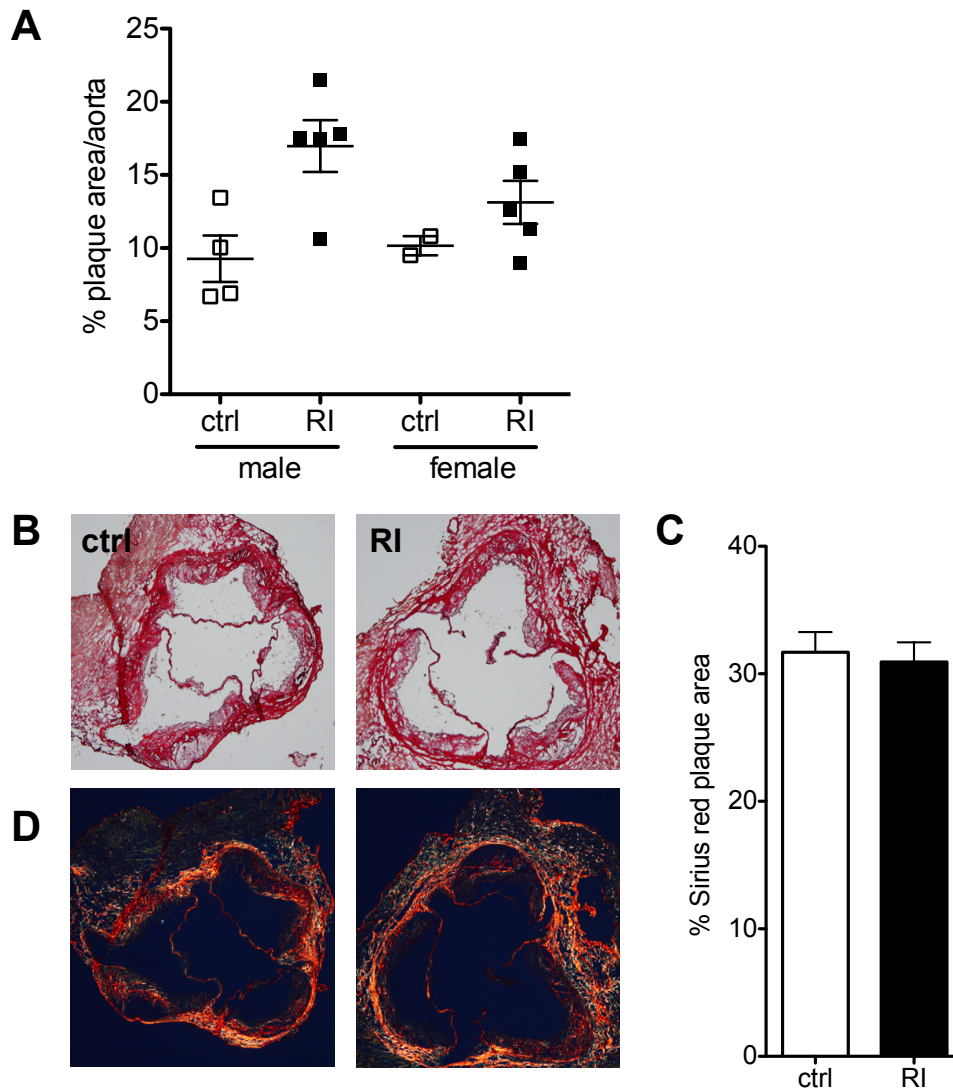 A
% plaque area/aorta
25
20
15
10
5
0
ctrl RI ctrl RI
male female
B
ctrl
RI
C
% Sirius red plaque area
40
30
20
10
0
ctrl RI
D